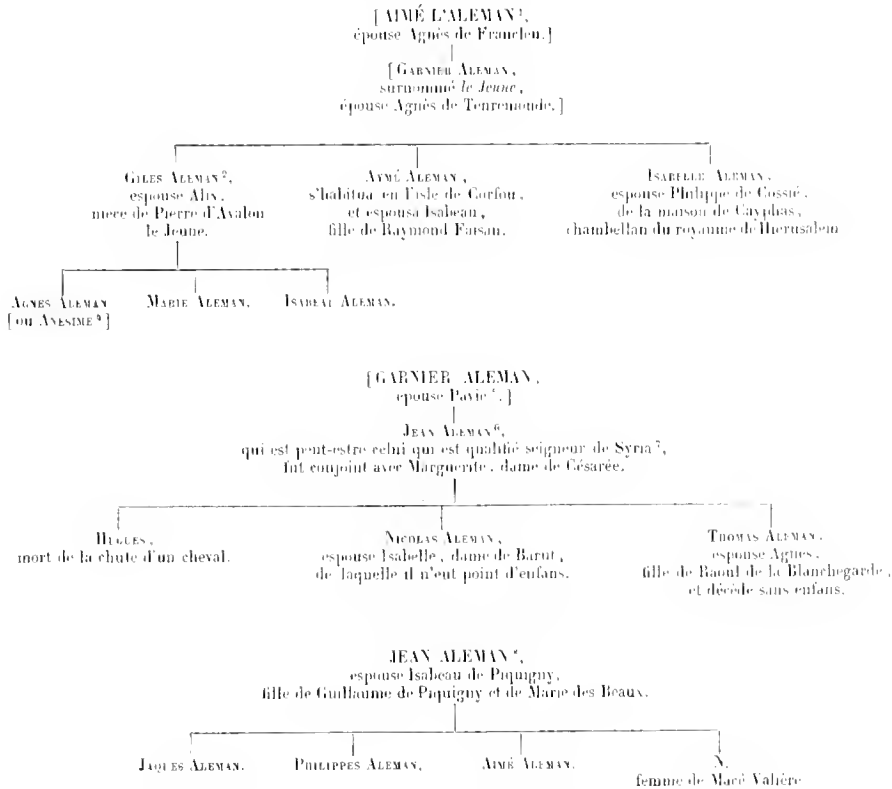 [AIMÉ L'ALEMAN¹,
épouse Agnès de Francleu.]
[GARNIER ALEMAN,
surnommé le Jeune,
épouse Agnès de Tenremonde.]
GILES ALEMAN²,
espouse Alix,
mere de Pierre d'Avalon
le Jeune.
AYMÉ ALEMAN,
s'habitua en l'isle de Corfou,
et espousa Isabeau,
fille de Raymond Faisan.
ISABELLE ALEMAN,
espouse Philippe de Cossié,
de la maison de Cayphas,
chambellan du royaume de Hierusalem
AGNES ALEMAN
[ou ANESIME]
MARIE ALEMAN.
ISABEAU ALEMAN.
[GARNIER ALEMAN,
épouse Pavie.]
JEAN ALEMAN⁶,
qui est peut-estre celui qui est qualifié seigneur de Syria⁷,
fut conjoint avec Marguerite, dame de Césarée.
HUGUES,
mort de la chute d'un cheval.
NICOLAS ALEMAN,
espouse Isabelle, dame de Barut,
de laquelle il n'eut point d'enfans.
THOMAS ALEMAN,
espouse Agnes,
fille de Raoul de la Blanchegarde,
et décède sans enfans.
JEAN ALEMAN,
espouse Isabeau de Piquigny,
fille de Guillaume de Piquigny et de Marie des Beaux.
JAQUES ALEMAN.
PHILIPPES ALEMAN,
AIMÉ ALEMAN.
N.
femme de Macé Valière